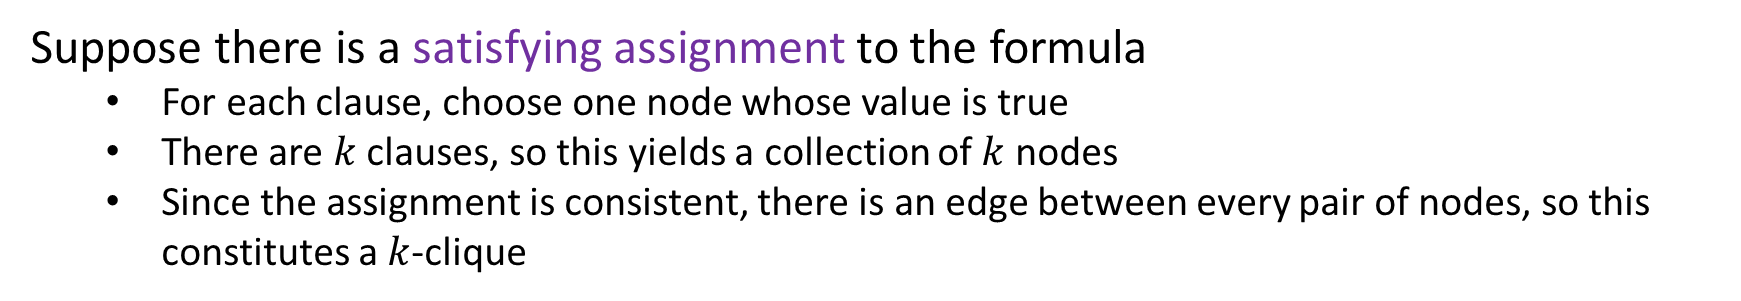 Suppose there is a satisfying assignment to the formula
• For each clause, choose one node whose value is true
• There are k clauses, so this yields a collection of k nodes
• Since the assignment is consistent, there is an edge between every pair of nodes, so this
constitutes a k-clique